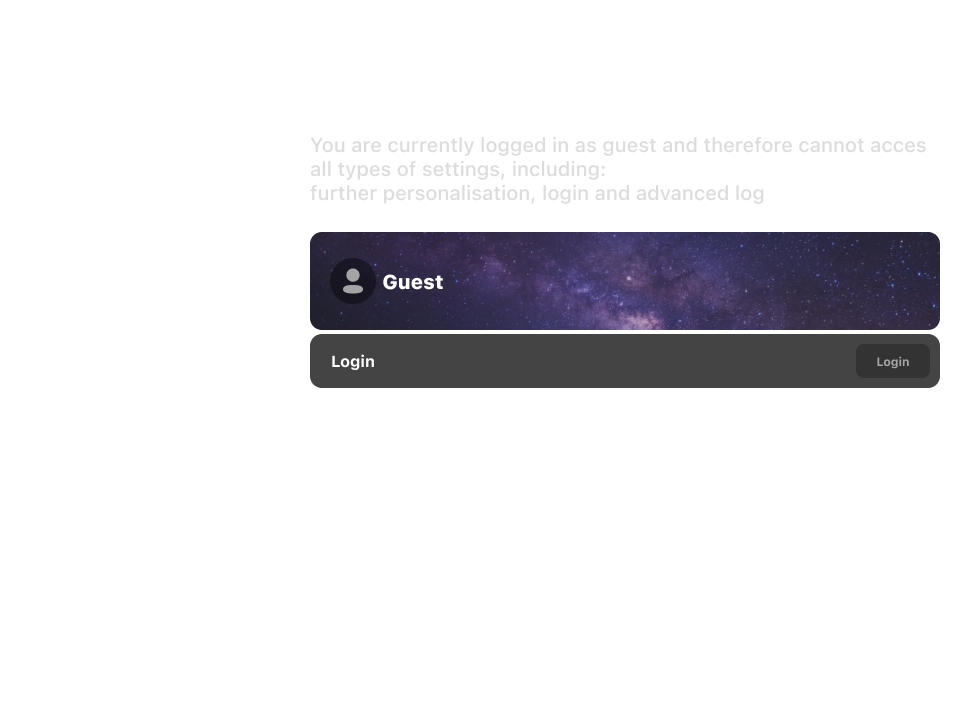 You are currently logged in as guest and therefore cannot acces
all types of settings, including:
further personalisation, login and advanced log
Guest
Login
Login